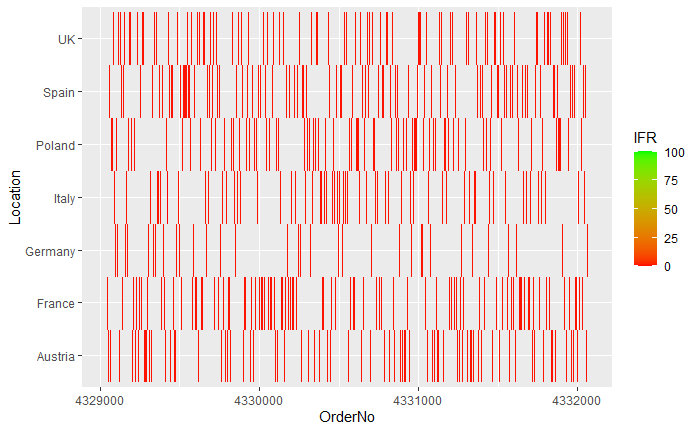 Location
UK
Spain
Poland
Italy
Germany
France
Austria
4329000 4330000 4331000 4332000
OrderNo
IFR
100
75
50
25
0